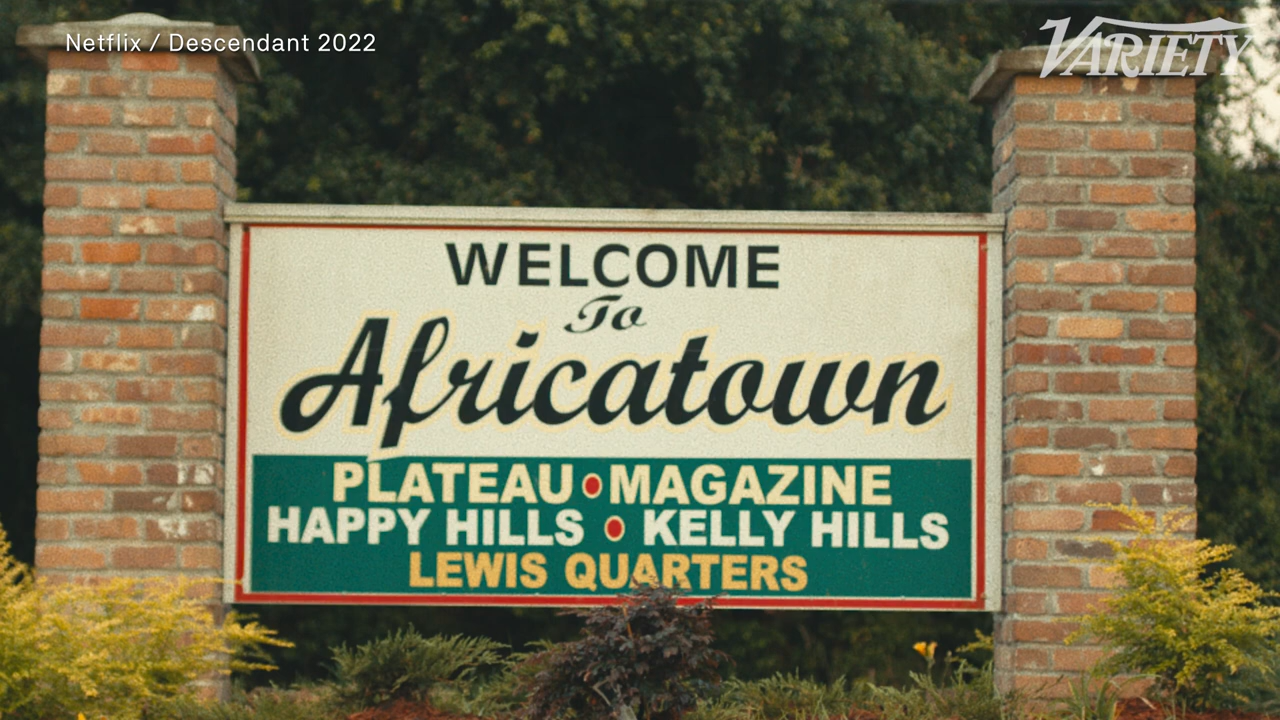 Netflix / Descendant 2022
VARIETY
WELCOME
To
Africatown
PLATEAU • MAGAZINE
HAPPY HILLS • KELLY HILLS
LEWIS QUARTERS